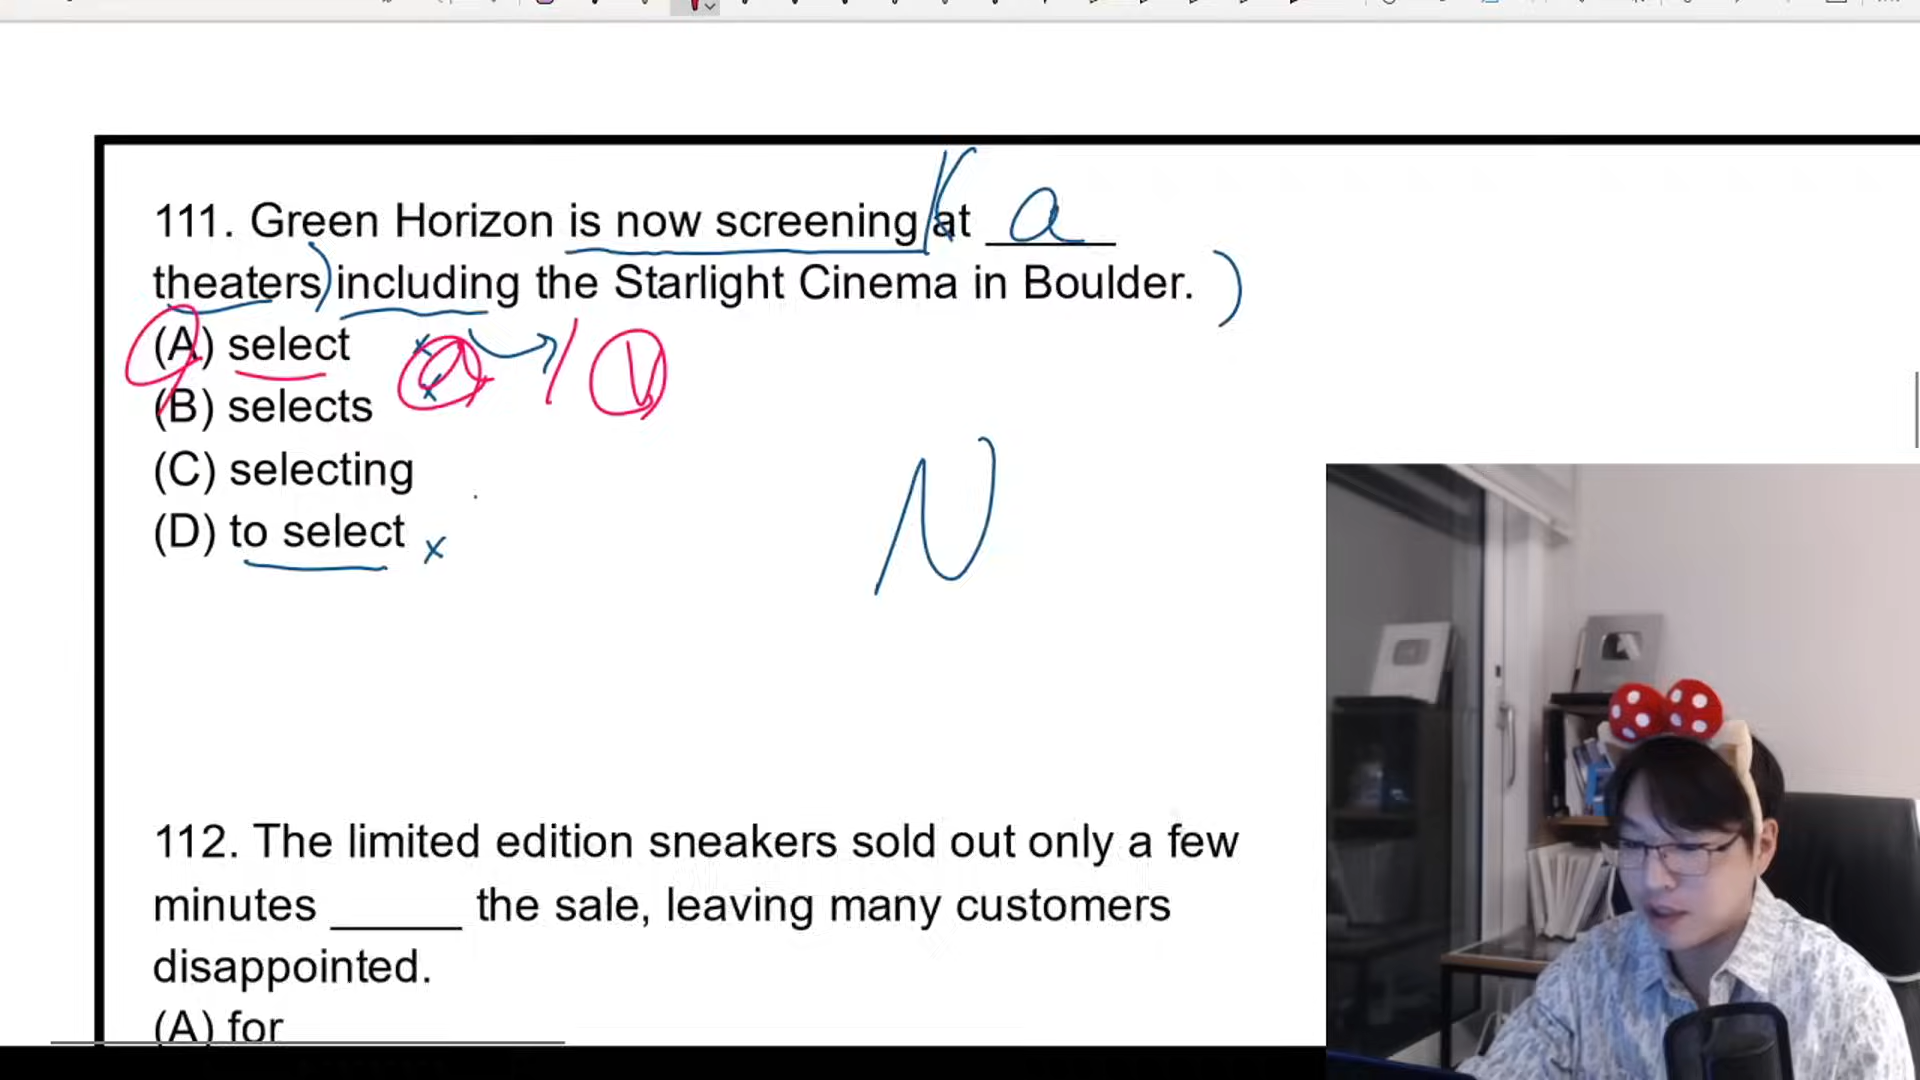 111. Green Horizon is now screening at ______ a
theaters including the Starlight Cinema in Boulder.
(A) select a / v
(B) selects
(C) selecting
(D) to select x
N
112. The limited edition sneakers sold out only a few
minutes ______ the sale, leaving many customers
disappointed.
(A) for